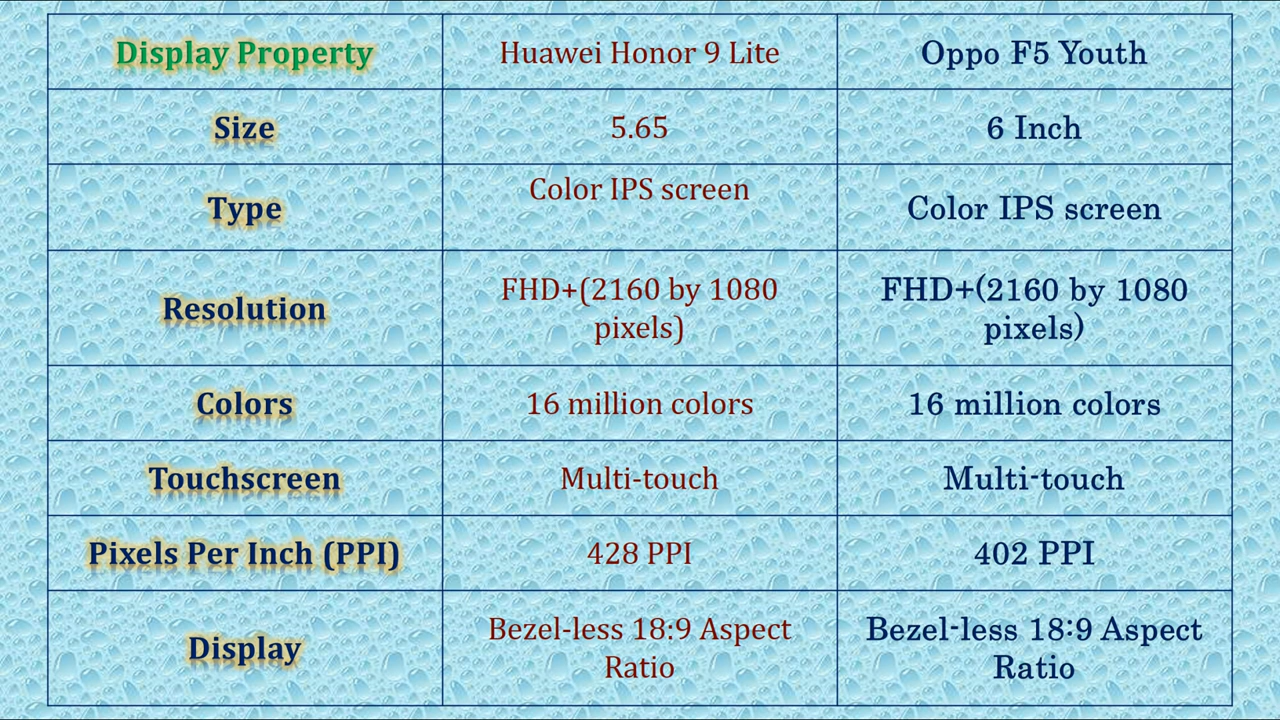 Display Property
Huawei Honor 9 Lite
Oppo F5 Youth
Size
5.65
6 Inch
Type
Color IPS screen
Color IPS screen
Resolution
FHD+(2160 by 1080
pixels)
FHD+(2160 by 1080
pixels)
Colors
16 million colors
16 million colors
Touchscreen
Multi-touch
Multi-touch
Pixels Per Inch (PPI)
428 PPI
402 PPI
Display
Bezel-less 18:9 Aspect
Ratio
Bezel-less 18:9 Aspect
Ratio